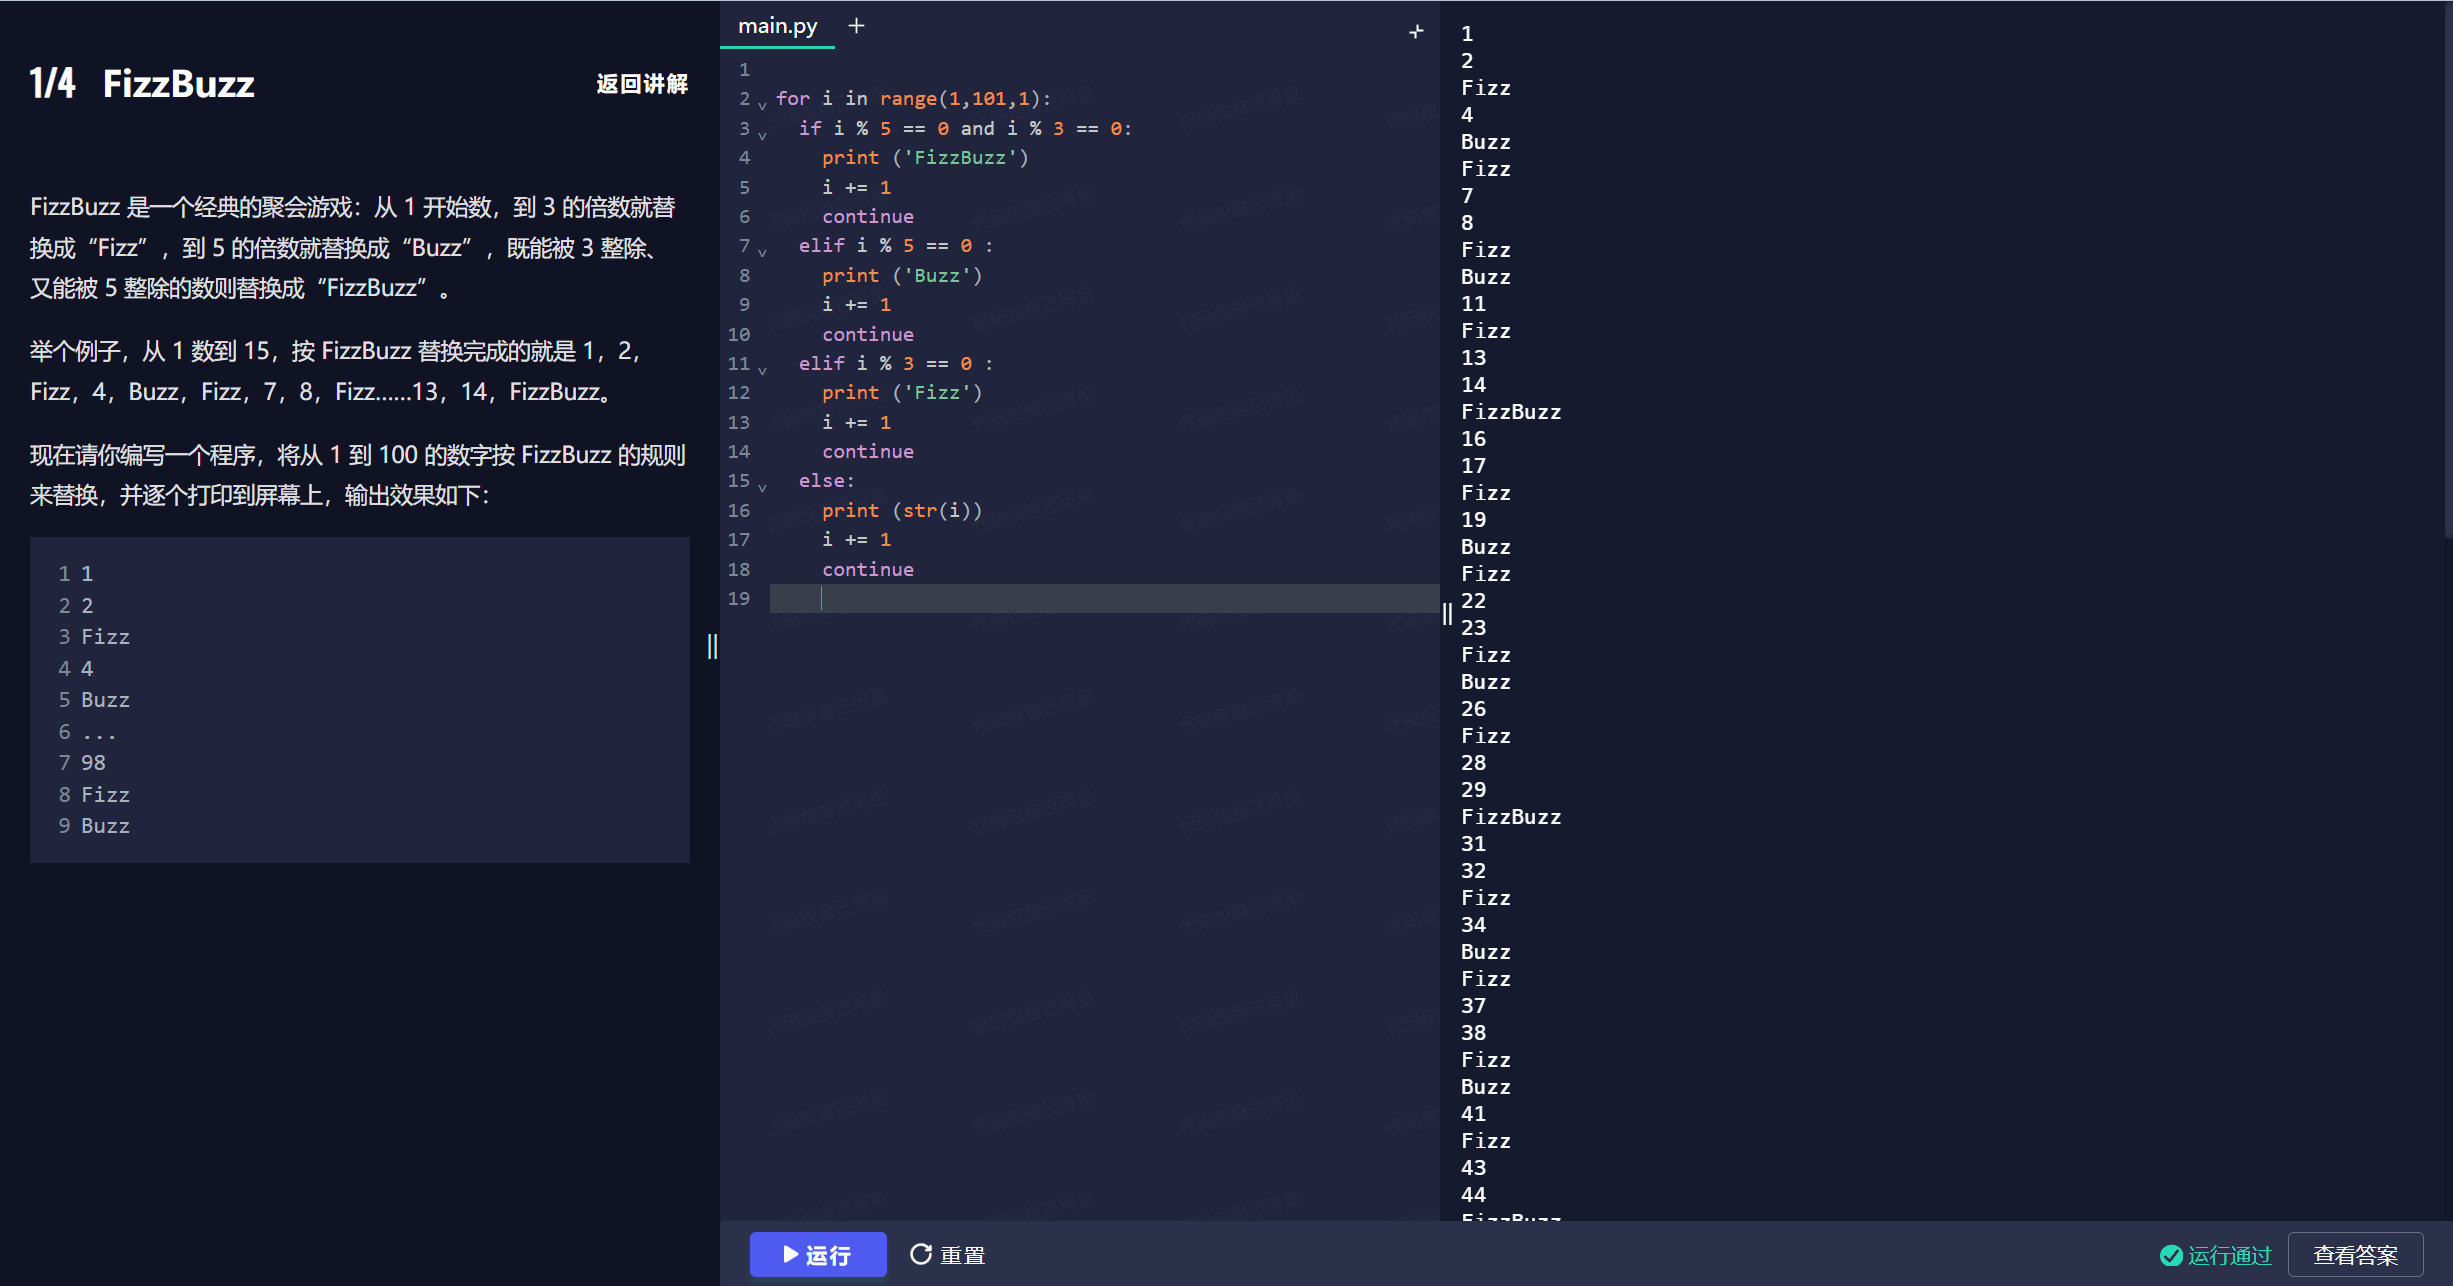 1/4 FizzBuzz
返回讲解
FizzBuzz 是一个经典的聚会游戏：从 1 开始数，到 3 的倍数就替
换成“Fizz”，到 5 的倍数就替换成“Buzz”，既能被 3 整除、
又能被 5 整除的数则替换成“FizzBuzz”。
举个例子，从 1 数到 15，按 FizzBuzz 替换完成的就是 1，2，
Fizz，4，Buzz，Fizz，7，8，Fizz......13，14，FizzBuzz。
现在请你编写一个程序，将从 1 到 100 的数字按 FizzBuzz 的规则
来替换，并逐个打印到屏幕上，输出效果如下：
1 1
2 2
3 Fizz
4 4
5 Buzz
6 ...
7 98
8 Fizz
9 Buzz
main.py +
1
2 for i in range(1,101,1):
3 if i % 5 == 0 and i % 3 == 0:
4 print ('FizzBuzz')
5 i += 1
6 continue
7 elif i % 5 == 0 :
8 print ('Buzz')
9 i += 1
10 continue
11 elif i % 3 == 0 :
12 print ('Fizz')
13 i += 1
14 continue
15 else:
16 print (str(i))
17 i += 1
18 continue
19
1
2
Fizz
4
Buzz
Fizz
7
8
Fizz
Buzz
11
Fizz
13
14
FizzBuzz
16
17
Fizz
19
Buzz
Fizz
22
23
Fizz
Buzz
26
Fizz
28
29
FizzBuzz
31
32
Fizz
34
Buzz
Fizz
37
38
Fizz
Buzz
41
Fizz
43
44
FizzBuzz
运行
重置
运行通过
查看答案
代码仅自己可见